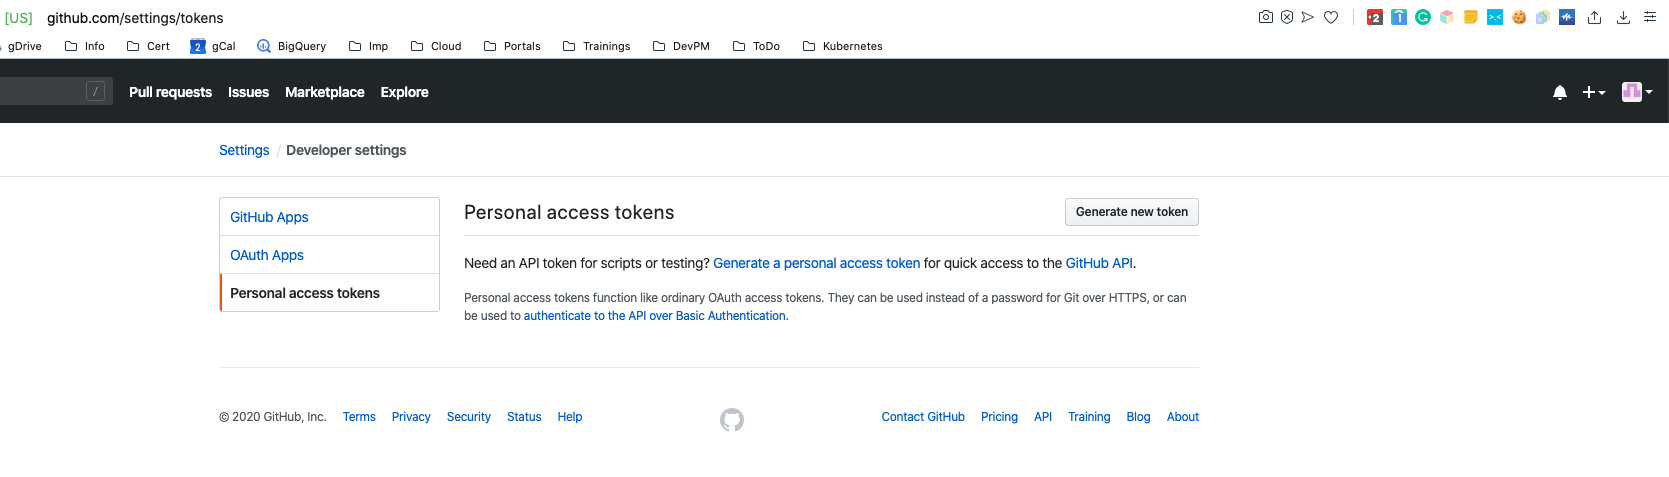 [US] github.com/settings/tokens
2
gDrive Info Cert 2 gCal BigQuery Imp Cloud Portals Trainings DevPM ToDo Kubernetes
/ Pull requests Issues Marketplace Explore
Settings / Developer settings
GitHub Apps
OAuth Apps
Personal access tokens
Personal access tokens
Generate new token
Need an API token for scripts or testing? Generate a personal access token for quick access to the GitHub API.
Personal access tokens function like ordinary OAuth access tokens. They can be used instead of a password for Git over HTTPS, or can
be used to authenticate to the API over Basic Authentication.
© 2020 GitHub, Inc. Terms Privacy Security Status Help Contact GitHub Pricing API Training Blog About